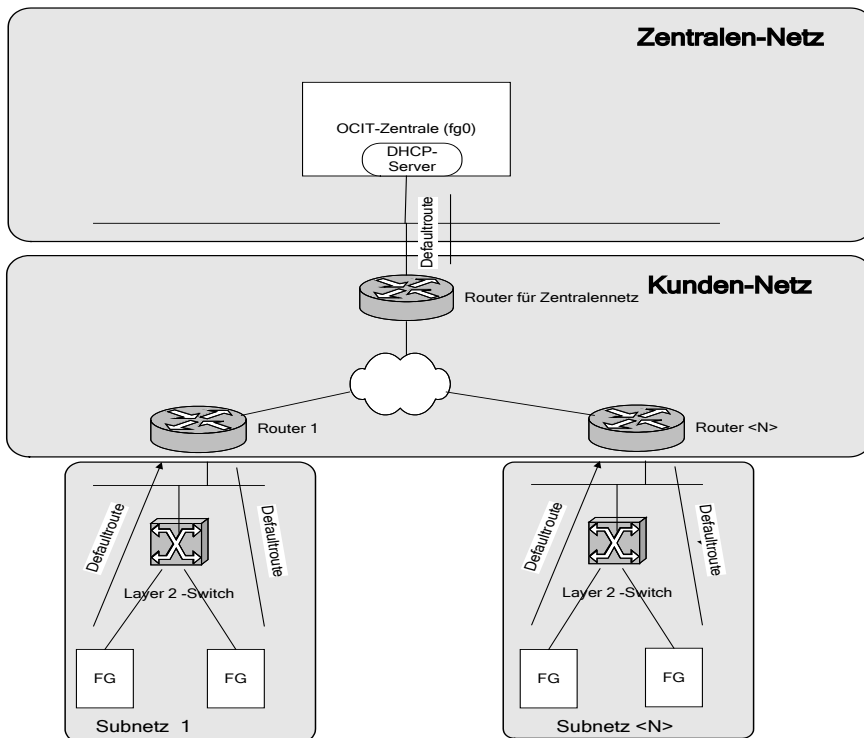 Zentralen-Netz
OCIT-Zentrale (fg0)
DHCP-
Server
Defaultroute
Kunden-Netz
Router für Zentralennetz
Router 1
Router <N>
Defaultroute
Defaultroute
Layer 2 -Switch
FG
FG
Subnetz 1
Defaultroute
Defaultroute
Layer 2 -Switch
FG
FG
Subnetz <N>